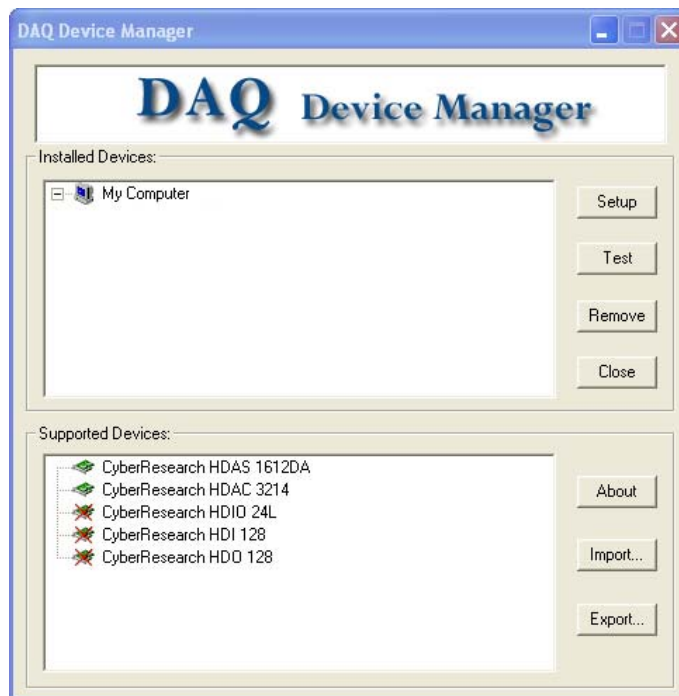 DAQ Device Manager
DAQ Device Manager
Installed Devices:
My Computer
Setup
Test
Remove
Close
Supported Devices:
CyberResearch HDAS 1612DA
CyberResearch HDAC 3214
CyberResearch HDIO 24L
CyberResearch HDI 128
CyberResearch HDO 128
About
Import...
Export...